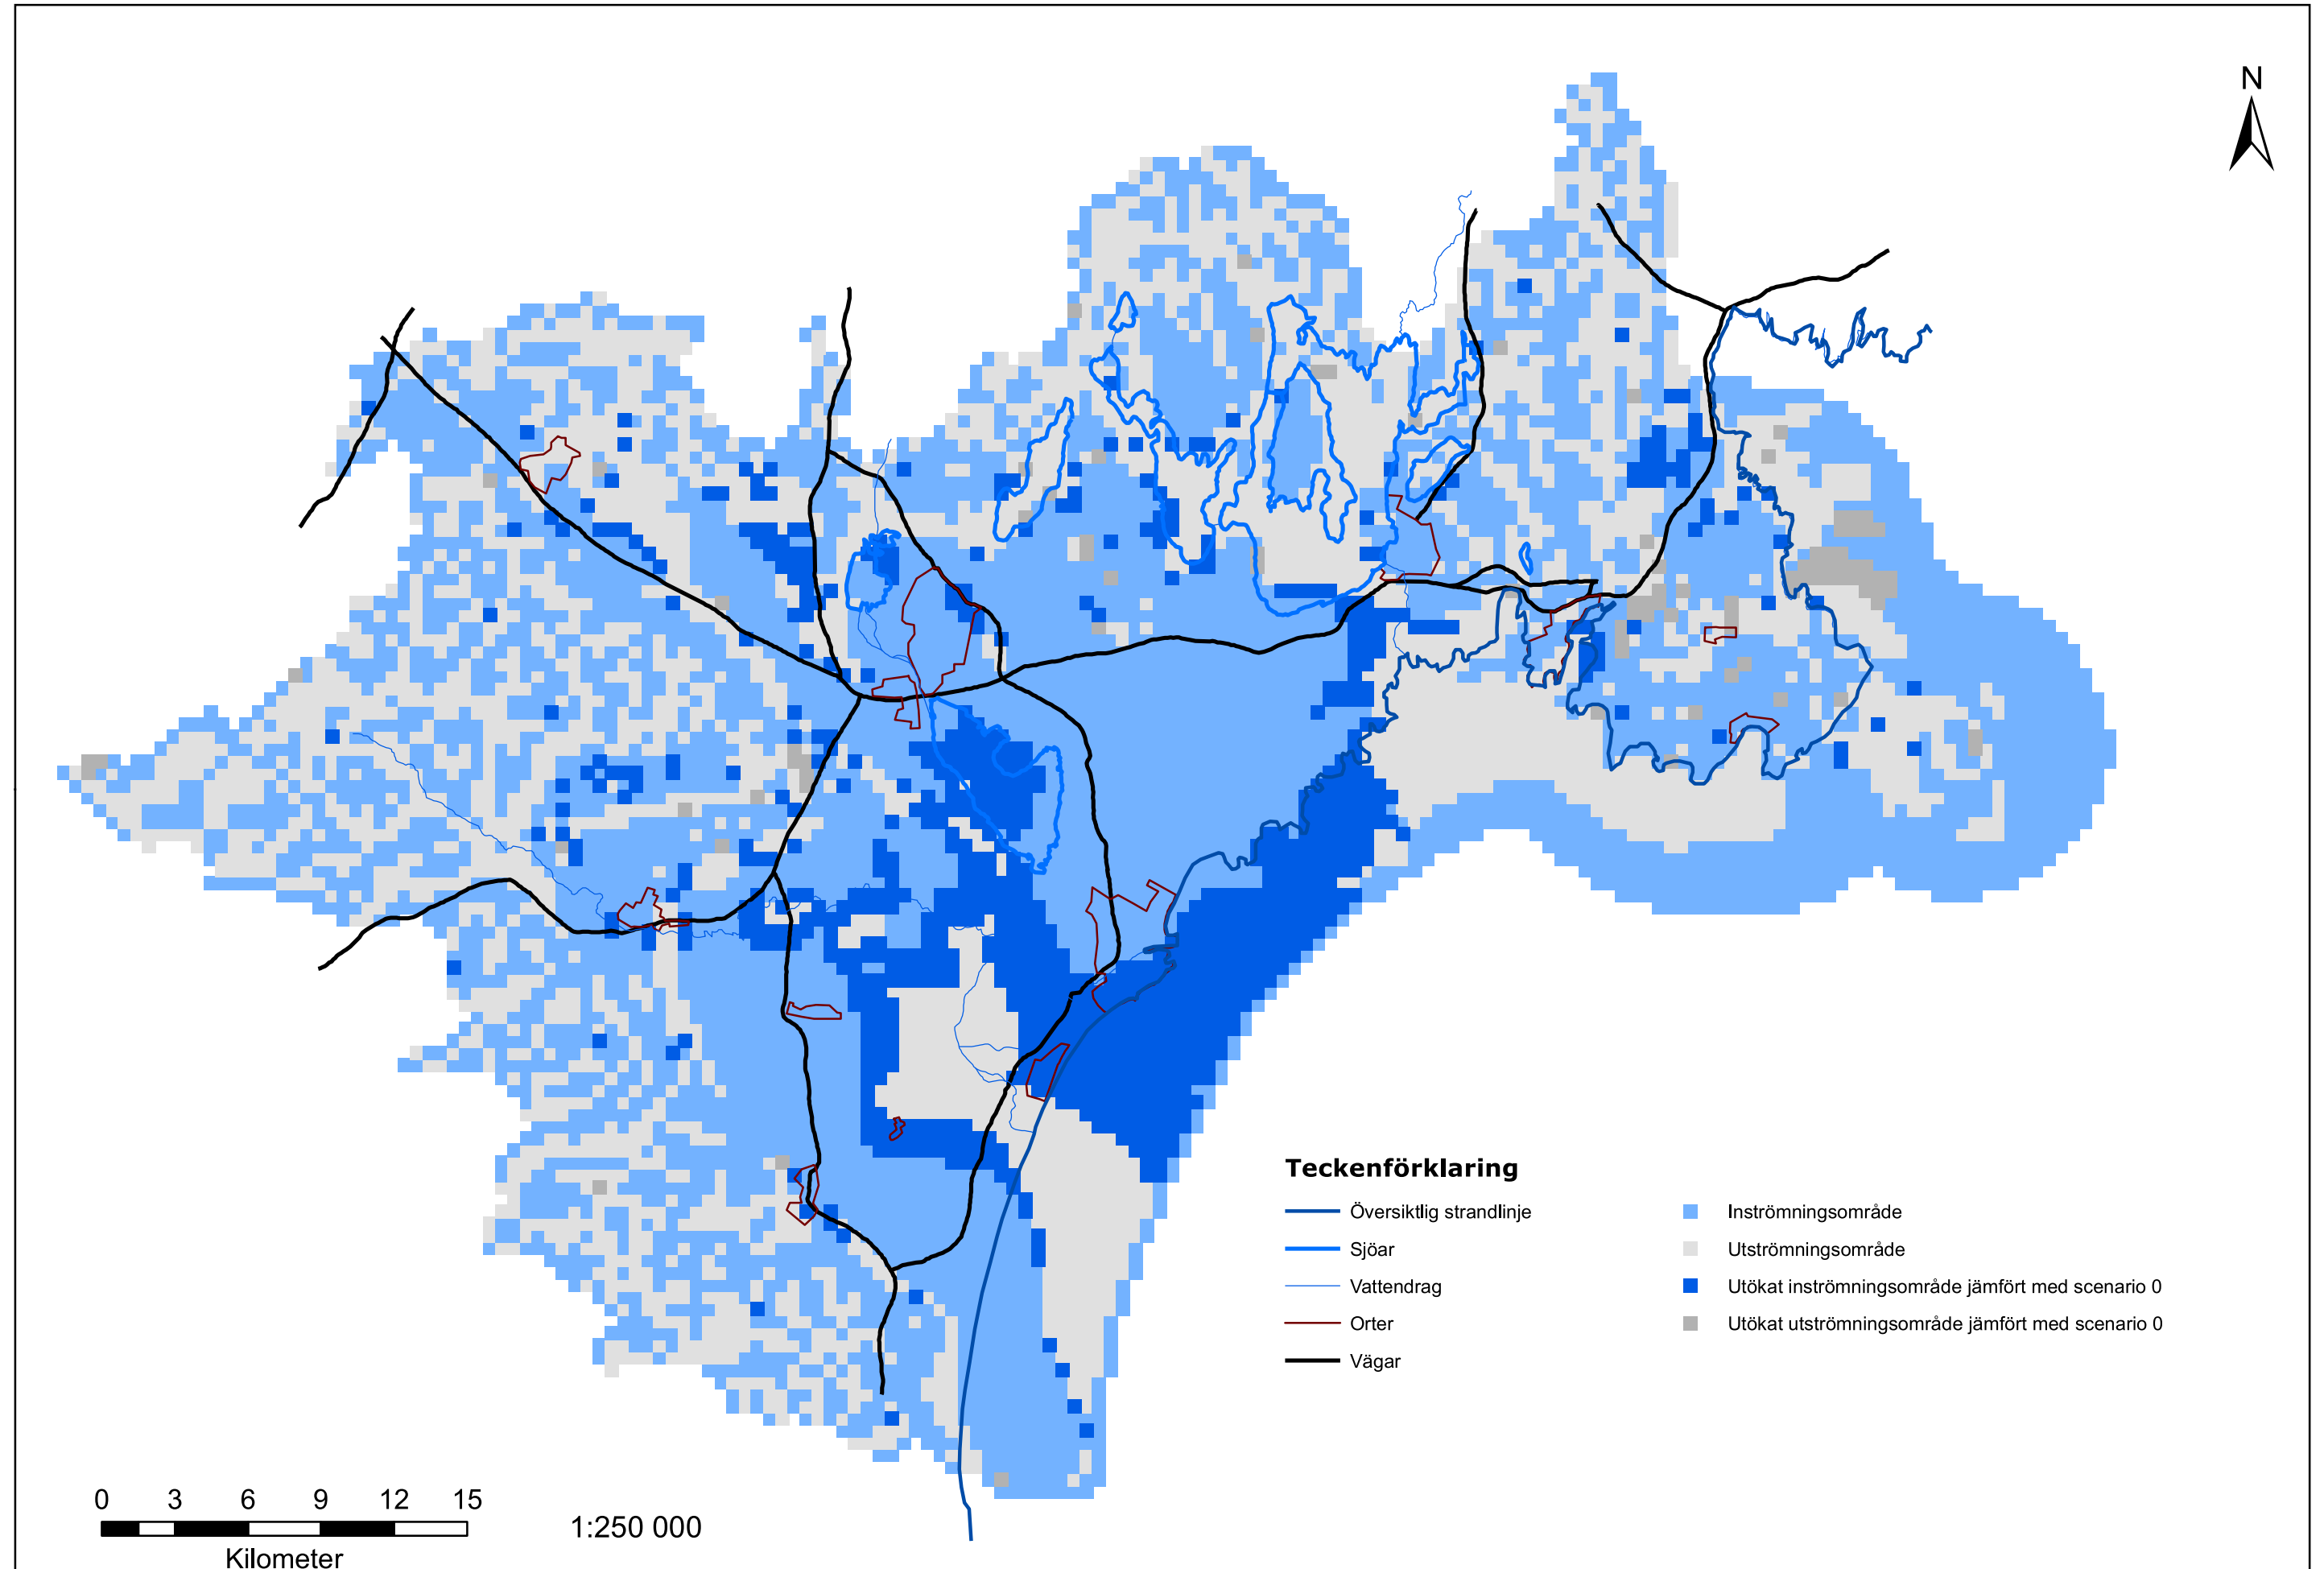 N
Teckenförklaring
Översiktlig strandlinje
Sjöar
Vattendrag
Orter
Vägar
Inströmningsområde
Utströmningsområde
Utökat inströmningsområde jämfört med scenario 0
Utökat utströmningsområde jämfört med scenario 0
0 3 6 9 12 15
Kilometer
1:250 000